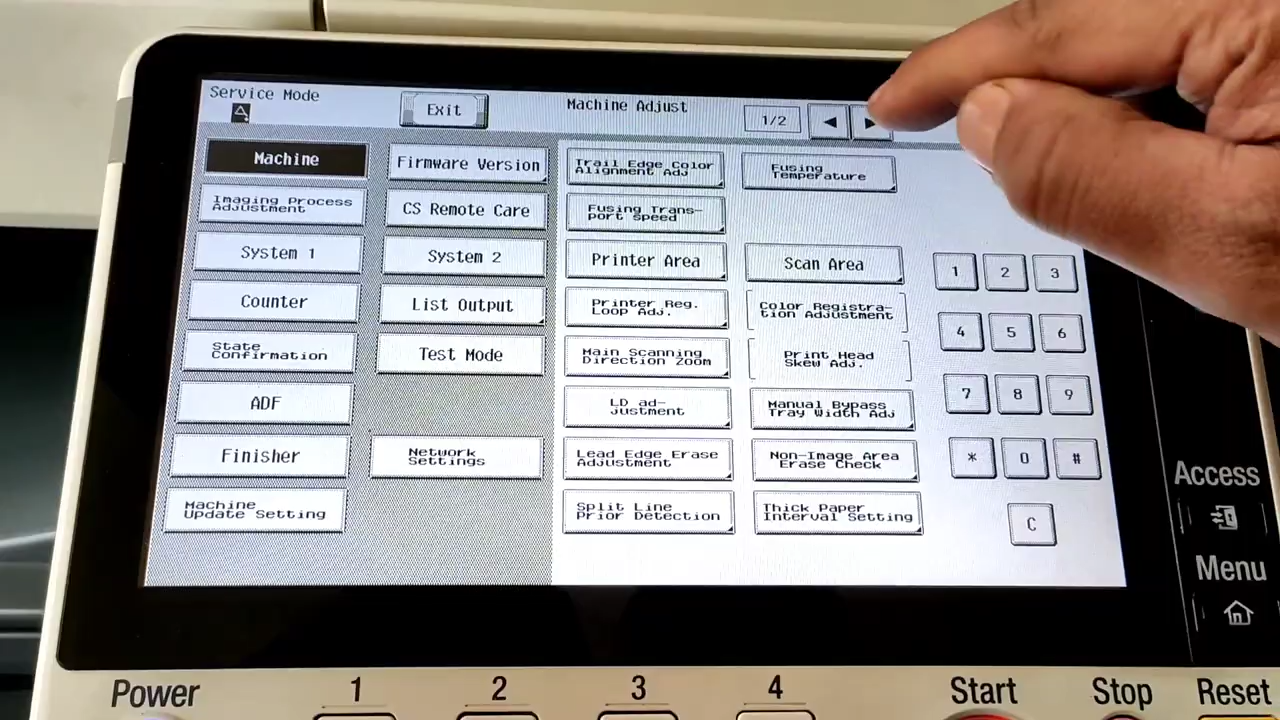 Service Mode
Exit
Machine Adjust
1/2
Machine
Firmware Version
Imaging Process
Adjustment
CS Remote Care
System 1
System 2
Counter
List Output
State
Confirmation
Test Mode
ADF
Finisher
Network
Settings
Machine
Update Setting
Trail Edge Color
Alignment Adj
Fusing
Temperature
Fusing Trans-
port Speed
Printer Area
Scan Area
Printer Reg.
Loop Adj.
Color Registra-
tion Adjustment
Main Scanning
Direction Zoom
Print Head
Skew Adj.
LD ad-
justment
Manual Bypass
Tray Width Adj
Lead Edge Erase
Adjustment
Non-Image Area
Erase Check
Split Line
Prior Detection
Thick Paper
Interval Setting
1 2 3
4 5 6
7 8 9
* 0 #
C
Access
Menu
Power
1
2
3
4
Start
Stop
Reset